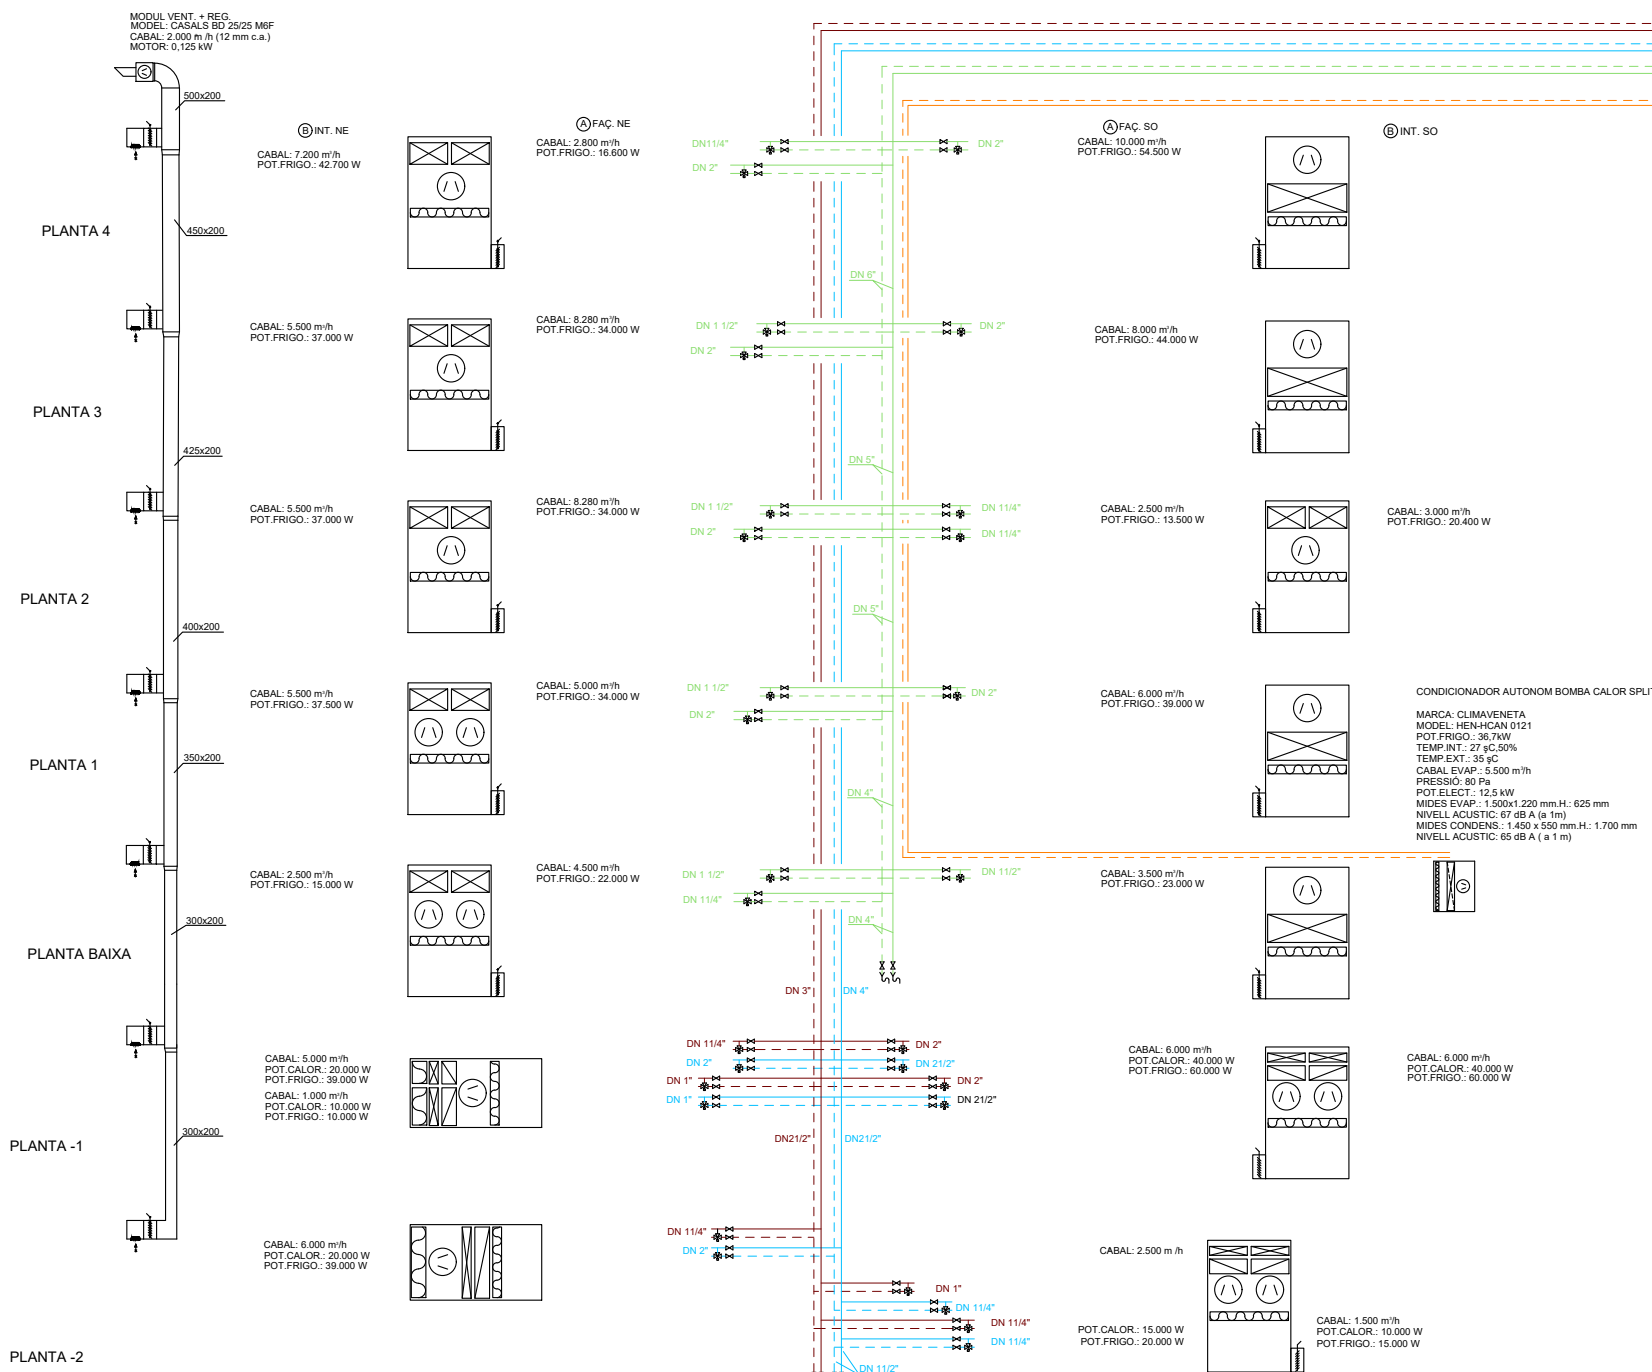 MODUL VENT. + REG.
MODEL: CASALS BD 25/25 M6F
CABAL: 2.000 m /h (12 mm c.a.)
MOTOR: 0,125 kW
500x200
B INT. NE
A FAÇ. NE
A FAÇ. SO
B INT. SO
CABAL: 7.200 m³/h
POT.FRIGO.: 42.700 W
CABAL: 2.800 m³/h
POT.FRIGO.: 16.600 W
DN11/4"
DN 2"
DN 2"
CABAL: 10.000 m³/h
POT.FRIGO.: 54.500 W
PLANTA 4
450x200
DN 6"
CABAL: 5.500 m³/h
POT.FRIGO.: 37.000 W
CABAL: 8.280 m³/h
POT.FRIGO.: 34.000 W
DN 1 1/2"
DN 2"
DN 2"
CABAL: 8.000 m³/h
POT.FRIGO.: 44.000 W
PLANTA 3
425x200
DN 5"
CABAL: 5.500 m³/h
POT.FRIGO.: 37.000 W
CABAL: 8.280 m³/h
POT.FRIGO.: 34.000 W
DN 1 1/2"
DN 11/4"
DN 2"
DN 11/4"
CABAL: 2.500 m³/h
POT.FRIGO.: 13.500 W
CABAL: 3.000 m³/h
POT.FRIGO.: 20.400 W
PLANTA 2
400x200
DN 5"
CABAL: 5.500 m³/h
POT.FRIGO.: 37.500 W
CABAL: 5.000 m³/h
POT.FRIGO.: 34.000 W
DN 1 1/2"
DN 2"
DN 2"
CABAL: 6.000 m³/h
POT.FRIGO.: 39.000 W
CONDICIONADOR AUTONOM BOMBA CALOR SPLIT
MARCA: CLIMAVENETA
MODEL: HEN-HCAN 0121
POT.FRIGO.: 36,7kW
TEMP.INT.: 27 şC,50%
TEMP.EXT.: 35 şC
CABAL EVAP.: 5.500 m³/h
PRESSIÓ: 80 Pa
POT.ELECT.: 12,5 kW
MIDES EVAP.: 1.500x1.220 mm.H.: 625 mm
NIVELL ACUSTIC: 67 dB A (a 1m)
MIDES CONDENS.: 1.450 x 550 mm.H.: 1.700 mm
NIVELL ACUSTIC: 65 dB A ( a 1 m)
PLANTA 1
350x200
DN 4"
CABAL: 2.500 m³/h
POT.FRIGO.: 15.000 W
CABAL: 4.500 m³/h
POT.FRIGO.: 22.000 W
DN 1 1/2"
DN 11/2"
DN 11/4"
CABAL: 3.500 m³/h
POT.FRIGO.: 23.000 W
PLANTA BAIXA
300x200
DN 4"
DN 3"
DN 4"
CABAL: 5.000 m³/h
POT.CALOR.: 20.000 W
POT.FRIGO.: 39.000 W
CABAL: 1.000 m³/h
POT.CALOR.: 10.000 W
POT.FRIGO.: 10.000 W
DN 11/4"
DN 2"
DN 2"
DN 21/2"
DN 1"
DN 2"
DN 1"
DN 21/2"
CABAL: 6.000 m³/h
POT.CALOR.: 40.000 W
POT.FRIGO.: 60.000 W
CABAL: 6.000 m³/h
POT.CALOR.: 40.000 W
POT.FRIGO.: 60.000 W
PLANTA -1
300x200
DN21/2"
DN21/2"
CABAL: 6.000 m³/h
POT.CALOR.: 20.000 W
POT.FRIGO.: 39.000 W
DN 11/4"
DN 2"
CABAL: 2.500 m /h
DN 1"
DN 11/4"
DN 11/4"
DN 11/4"
POT.CALOR.: 15.000 W
POT.FRIGO.: 20.000 W
CABAL: 1.500 m³/h
POT.CALOR.: 10.000 W
POT.FRIGO.: 15.000 W
PLANTA -2
DN 11/2"